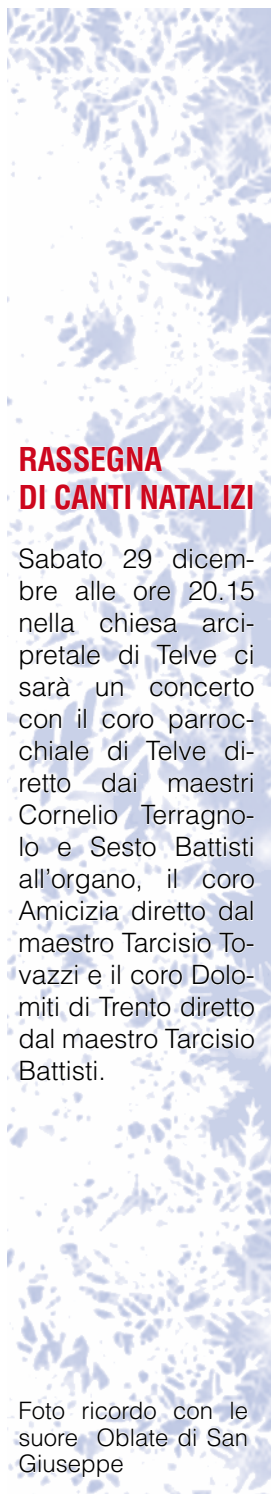 RASSEGNA
DI CANTI NATALIZI
Sabato 29 dicem-
bre alle ore 20.15
nella chiesa arci-
pretale di Telve ci
sarà un concerto
con il coro parroc-
chiale di Telve di-
retto dai maestri
Cornelio Terragno-
lo e Sesto Battisti
all’organo, il coro
Amicizia diretto dal
maestro Tarcisio To-
vazzi e il coro Dolo-
miti di Trento diretto
dal maestro Tarcisio
Battisti.
Foto ricordo con le
suore Oblate di San
Giuseppe